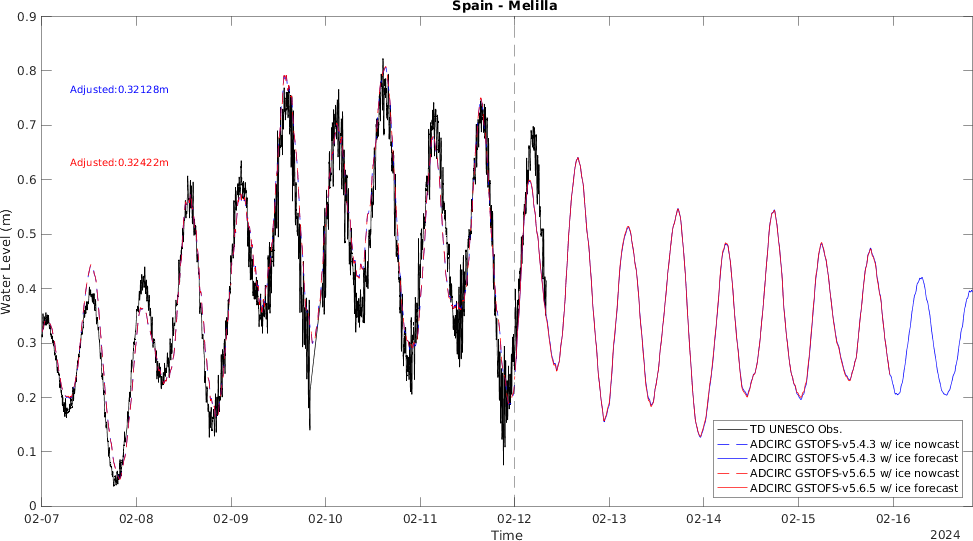 Spain - Melilla
0.9
0.8
0.7
0.6
0.5
0.4
0.3
0.2
0.1
0
Water Level (m)
Adjusted:0.32128m
Adjusted:0.32422m
TD UNESCO Obs.
ADCIRC GSTOFS-v5.4.3 w/ ice nowcast
ADCIRC GSTOFS-v5.4.3 w/ ice forecast
ADCIRC GSTOFS-v5.6.5 w/ ice nowcast
ADCIRC GSTOFS-v5.6.5 w/ ice forecast
02-07 02-08 02-09 02-10 02-11 02-12 02-13 02-14 02-15 02-16
Time
2024